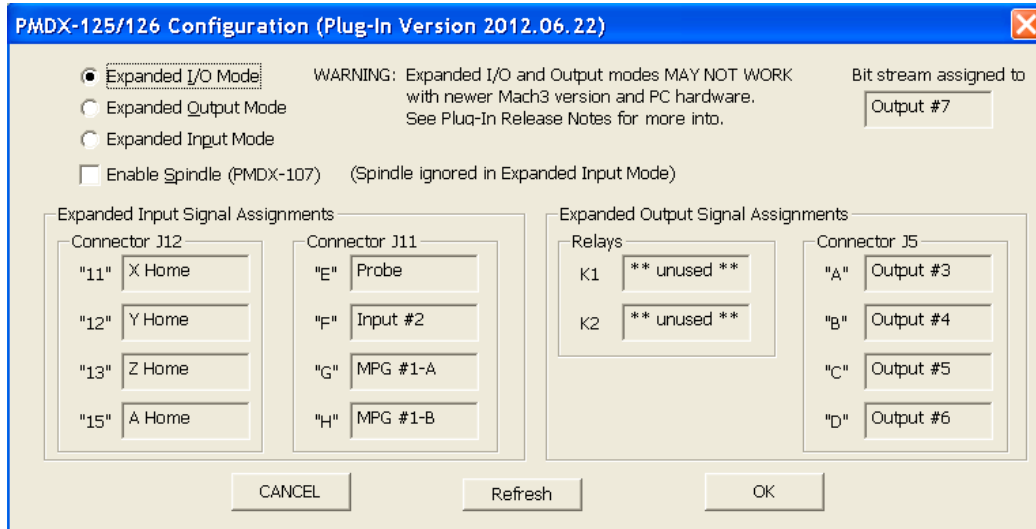 PMDX-125/126 Configuration (Plug-In Version 2012.06.22)
Expanded I/O Mode
Expanded Output Mode
Expanded Input Mode
WARNING: Expanded I/O and Output modes MAY NOT WORK
with newer Mach3 version and PC hardware.
See Plug-In Release Notes for more into.
Bit stream assigned to
Output #7
Enable Spindle (PMDX-107) (Spindle ignored in Expanded Input Mode)
Expanded Input Signal Assignments
Connector J12
"11" X Home
"12" Y Home
"13" Z Home
"15" A Home
Connector J11
"E" Probe
"F" Input #2
"G" MPG #1-A
"H" MPG #1-B
Expanded Output Signal Assignments
Relays
K1 ** unused **
K2 ** unused **
Connector J5
"A" Output #3
"B" Output #4
"C" Output #5
"D" Output #6
CANCEL
Refresh
OK